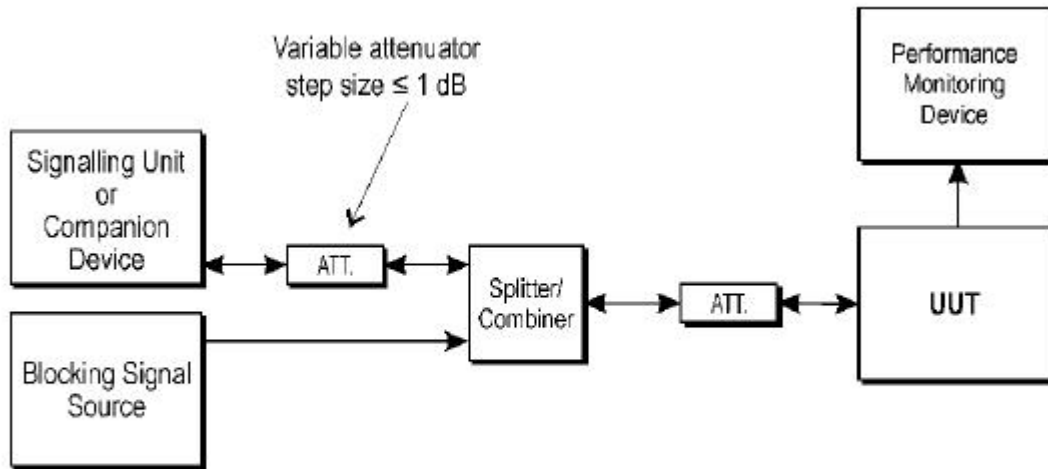 Variable attenuator
step size ≤ 1 dB
Performance
Monitoring
Device
Signalling Unit
or
Companion
Device
ATT.
Splitter/
Combiner
ATT.
UUT
Blocking Signal
Source